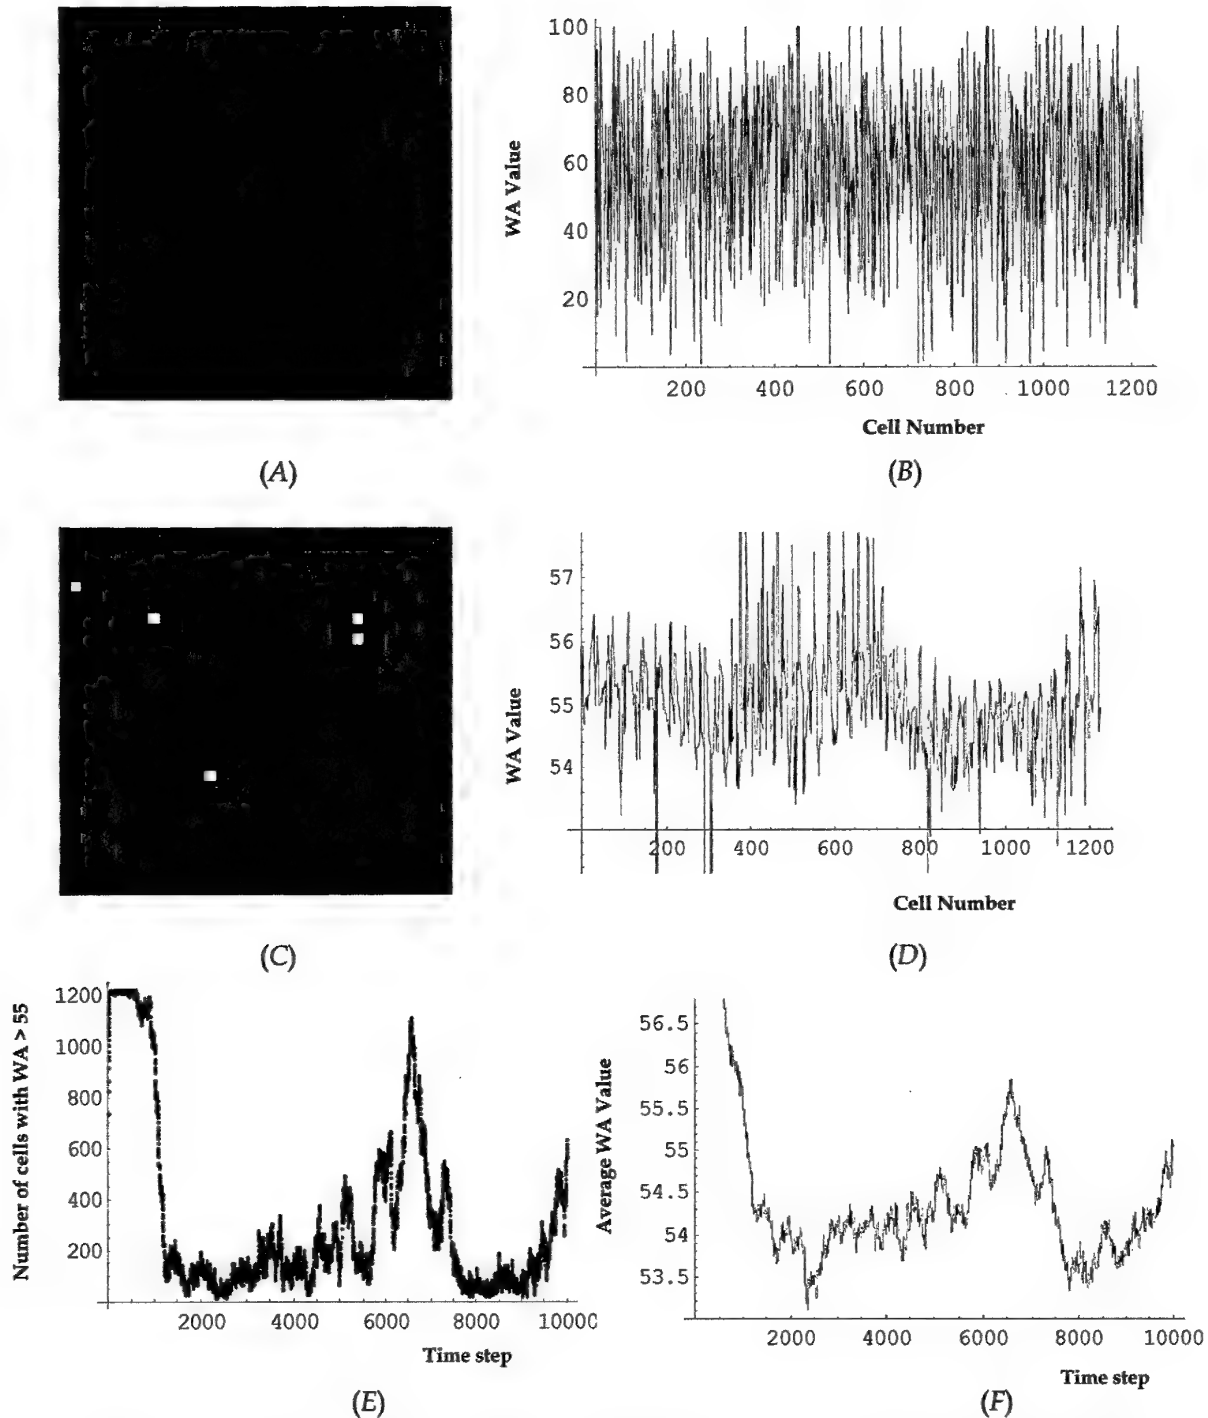 100
80
60
40
20
WA Value
200 400 600 800 1000 1200
Cell Number
(A)
(B)
57
56
55
54
WA Value
200 400 600 800 1000 1200
Cell Number
(C)
(D)
1200
1000
800
600
400
200
Number of cells with WA > 55
2000 4000 6000 8000 10000
Time step
(E)
56.5
56
55.5
55
54.5
54
53.5
Average WA Value
2000 4000 6000 8000 10000
Time step
(F)